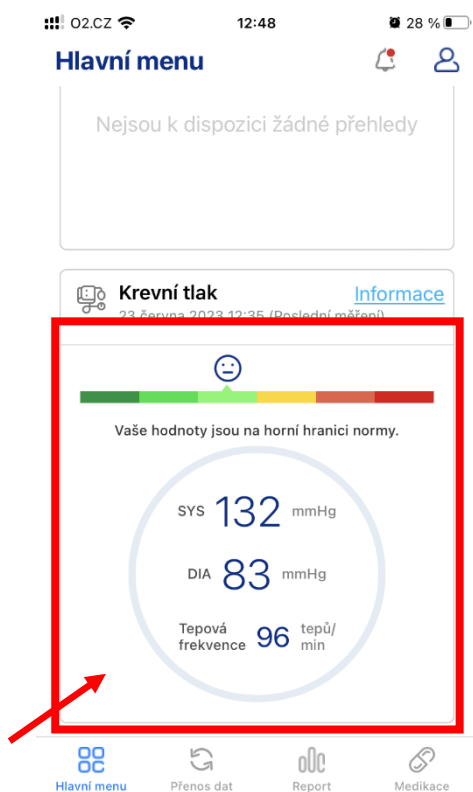 O2.CZ 12:48 28 %
Hlavní menu
Nejsou k dispozici žádné přehledy
Krevní tlak Informace
23 června 2023 12:35 (Poslední měření)
Vaše hodnoty jsou na horní hranici normy.
SYS 132 mmHg
DIA 83 mmHg
Tepová frekvence 96 tepů/min
Hlavní menu Přenos dat Report Medikace